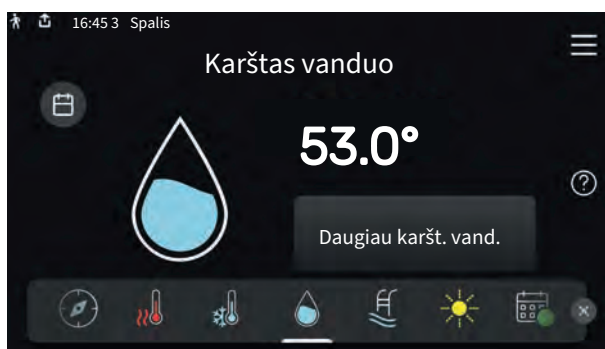 16:45 3 Spalis
Karštas vanduo
53.0°
?
Daugiau karšt. vand.